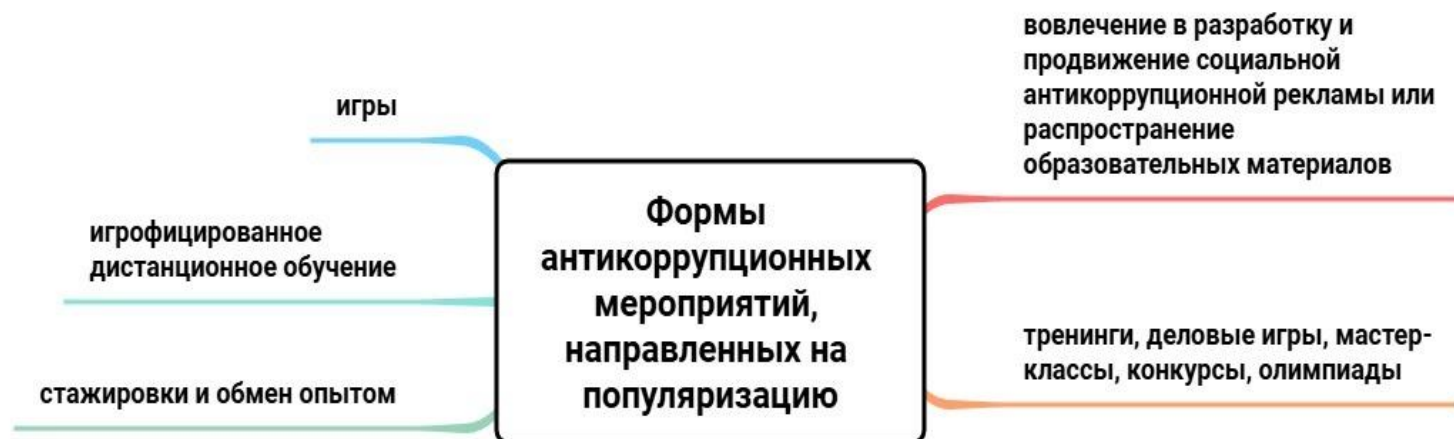 игры
игрофицированное
дистанционное обучение
стажировки и обмен опытом
Формы
антикоррупционных
мероприятий,
направленных на
популяризацию
вовлечение в разработку и
продвижение социальной
антикоррупционной рекламы или
распространение
образовательных материалов
тренинги, деловые игры, мастер-
классы, конкурсы, олимпиады